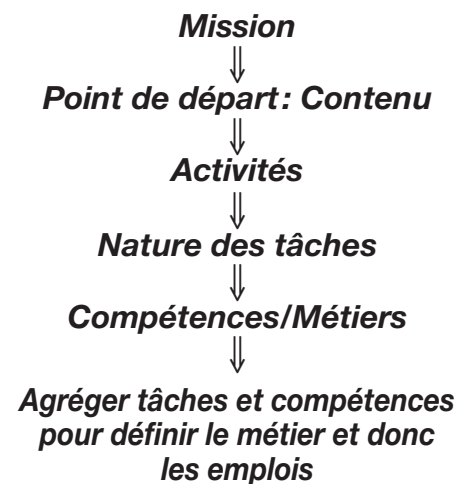 Mission
⇓
Point de départ : Contenu
⇓
Activités
⇓
Nature des tâches
⇓
Compétences/Métiers
⇓
Agréger tâches et compétences
pour définir le métier et donc
les emplois